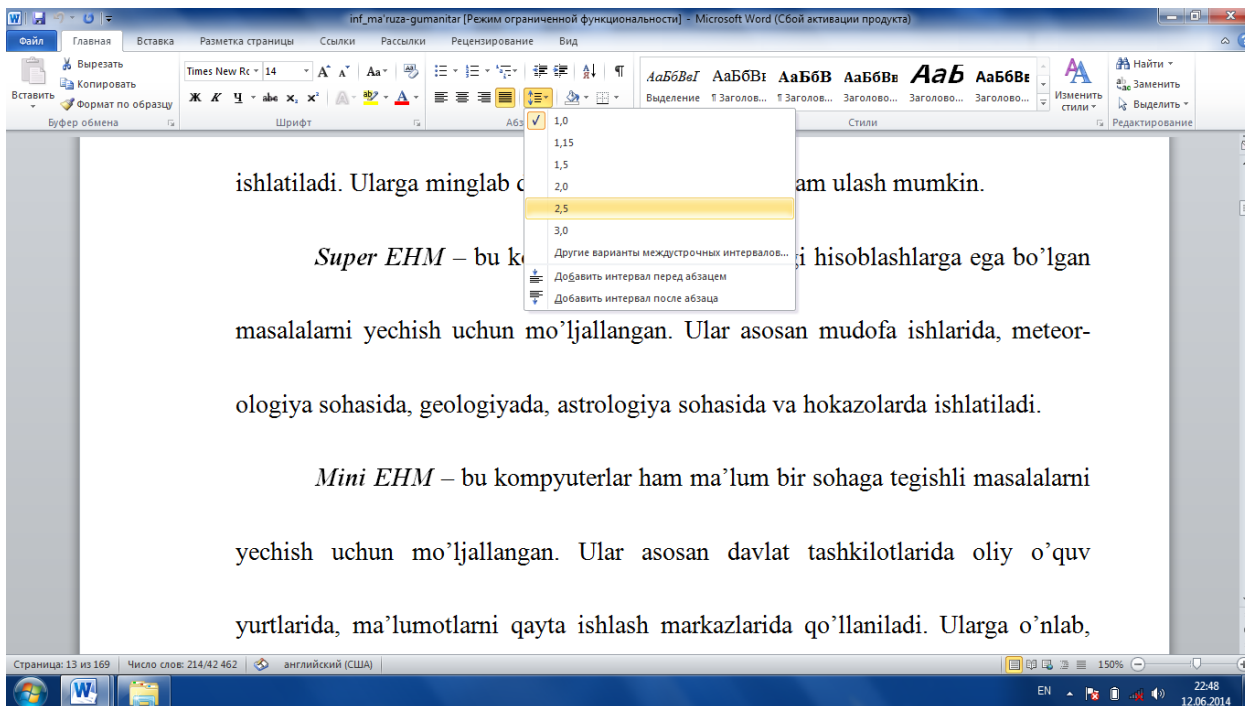 inf_ma'ruza-gumanitar [Режим ограниченной функциональности] - Microsoft Word (Сбой активации продукта)
Файл Главная Вставка Разметка страницы Ссылки Рассылки Рецензирование Вид
Вставить
Вырезать
Копировать
Формат по образцу
Буфер обмена
Times New Rc 14
Ж К Ч abc x, x²
Шрифт
Абз
АаБбВвГ АаБбВг АаБбВ АаБбВв АаБ АаБбВг
Выделение ¶ Заголов... ¶ Заголов... Заголово... Заголово... Заголово...
Изменить стили
Стили
Найти
Заменить
Выделить
Редактирование
1,0
1,15
1,5
2,0
2,5
3,0
Другие варианты междустрочных интервалов...
Добавить интервал перед абзацем
Добавить интервал после абзаца
ishlatiladi. Ularga minglab am ulash mumkin.
Super EHM – bu hisoblashlarga ega bo’lgan
masalalarni yechish uchun mo’ljallangan. Ular asosan mudofa ishlarida, meteor-
ologiya sohasida, geologiyada, astrologiya sohasida va hokazolarda ishlatiladi.
Mini EHM – bu kompyuterlar ham ma’lum bir sohaga tegishli masalalarni
yechish uchun mo’ljallangan. Ular asosan davlat tashkilotlarida oliy o’quv
yurtlarida, ma’lumotlarni qayta ishlash markazlarida qo’llaniladi. Ularga o’nlab,
Страница: 13 из 169 Число слов: 214/42 462 английский (США) 150%
EN 22:48
12.06.2014